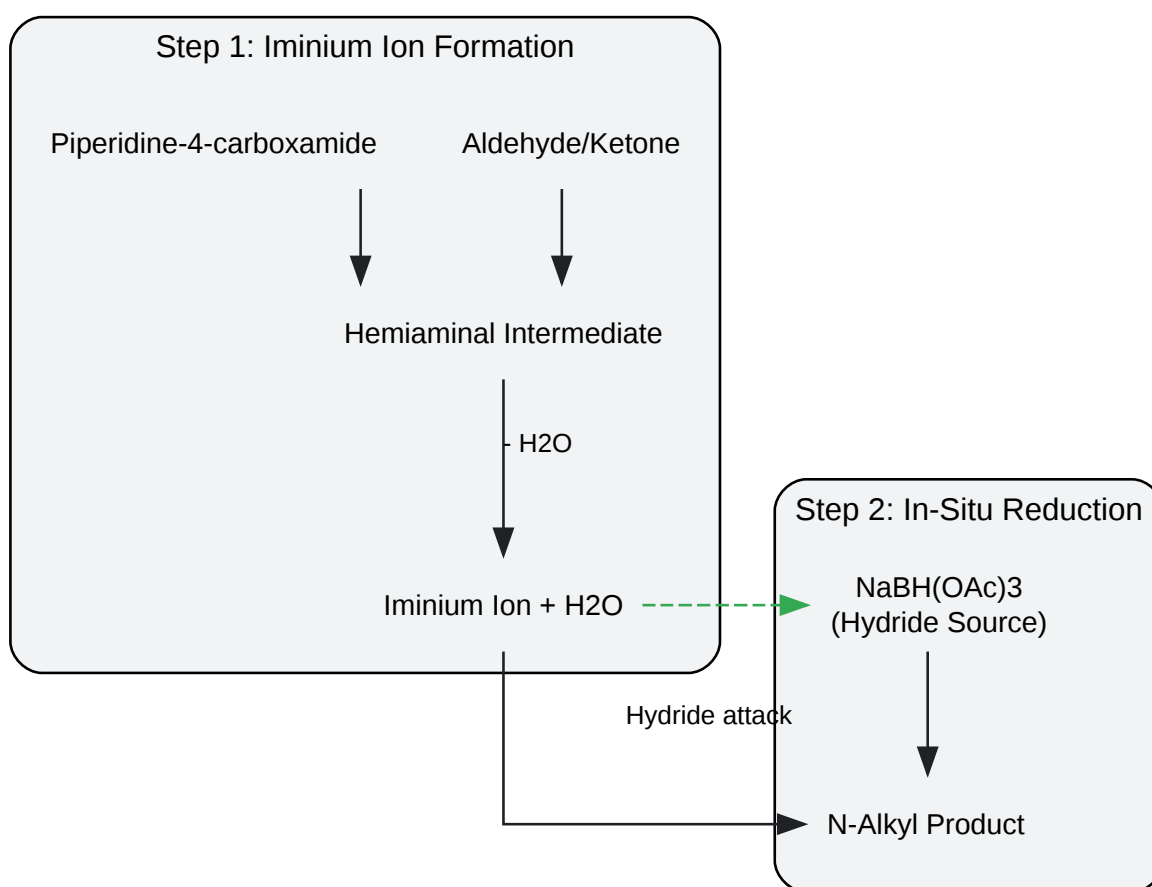 Step 1: Iminium Ion Formation
Piperidine-4-carboxamide
Aldehyde/Ketone
Hemiaminal Intermediate
- H2O
Step 2: In-Situ Reduction
Iminium Ion + H2O
NaBH(OAc)3
(Hydride Source)
Hydride attack
N-Alkyl Product